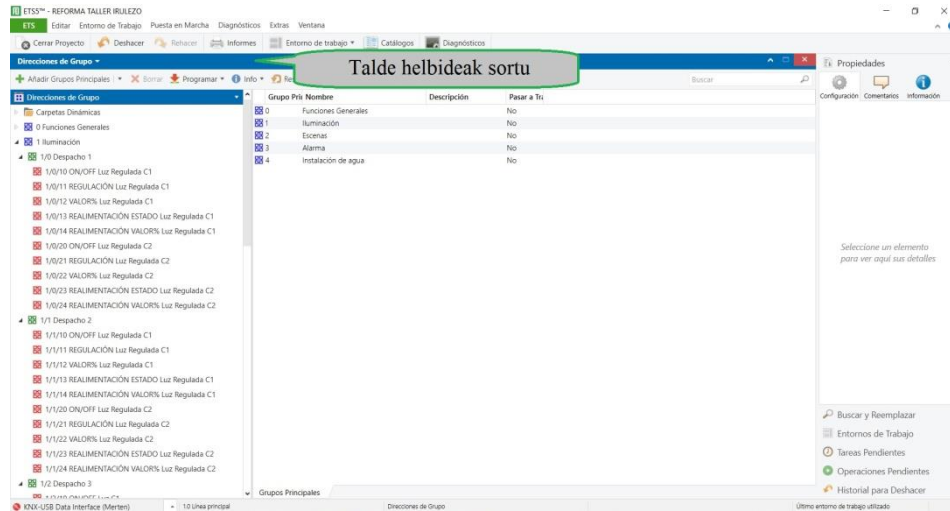 ETS5™ - REFORMA TALLER IRULEZO
ETS Editar Entorno de Trabajo Puesta en Marcha Diagnósticos Extras Ventana
Cerrar Proyecto Deshacer Rehacer Informes Entorno de trabajo Catálogos Diagnósticos
Talde helbideak sortu
Direcciones de Grupo
Añadir Grupos Principales Borrar Programar Info
Buscar
Direcciones de Grupo
Carpetas Dinámicas
0 Funciones Generales
1 Iluminación
1/0 Despacho 1
1/0/10 ON/OFF Luz Regulada C1
1/0/11 REGULACIÓN Luz Regulada C1
1/0/12 VALOR% Luz Regulada C1
1/0/13 REALIMENTACIÓN ESTADO Luz Regulada C1
1/0/14 REALIMENTACIÓN VALOR% Luz Regulada C1
1/0/20 ON/OFF Luz Regulada C2
1/0/21 REGULACIÓN Luz Regulada C2
1/0/22 VALOR% Luz Regulada C2
1/0/23 REALIMENTACIÓN ESTADO Luz Regulada C2
1/0/24 REALIMENTACIÓN VALOR% Luz Regulada C2
1/1 Despacho 2
1/1/10 ON/OFF Luz Regulada C1
1/1/11 REGULACIÓN Luz Regulada C1
1/1/12 VALOR% Luz Regulada C1
1/1/13 REALIMENTACIÓN ESTADO Luz Regulada C1
1/1/14 REALIMENTACIÓN VALOR% Luz Regulada C1
1/1/20 ON/OFF Luz Regulada C2
1/1/21 REGULACIÓN Luz Regulada C2
1/1/22 VALOR% Luz Regulada C2
1/1/23 REALIMENTACIÓN ESTADO Luz Regulada C2
1/1/24 REALIMENTACIÓN VALOR% Luz Regulada C2
1/2 Despacho 3
Grupo Pri Nombre Descripción Pasar a Tra
0 Funciones Generales No
1 Iluminación No
2 Escenas No
3 Alarma No
4 Instalación de agua No
Grupos Principales
Propiedades
Configuración Comentarios Información
Seleccione un elemento
para ver aquí sus detalles
Buscar y Reemplazar
Entornos de Trabajo
Tareas Pendientes
Operaciones Pendientes
Historial para Deshacer
KNX-USB Data Interface (Merten) 1.0 Línea principal Direcciones de Grupo Último entorno de trabajo utilizado